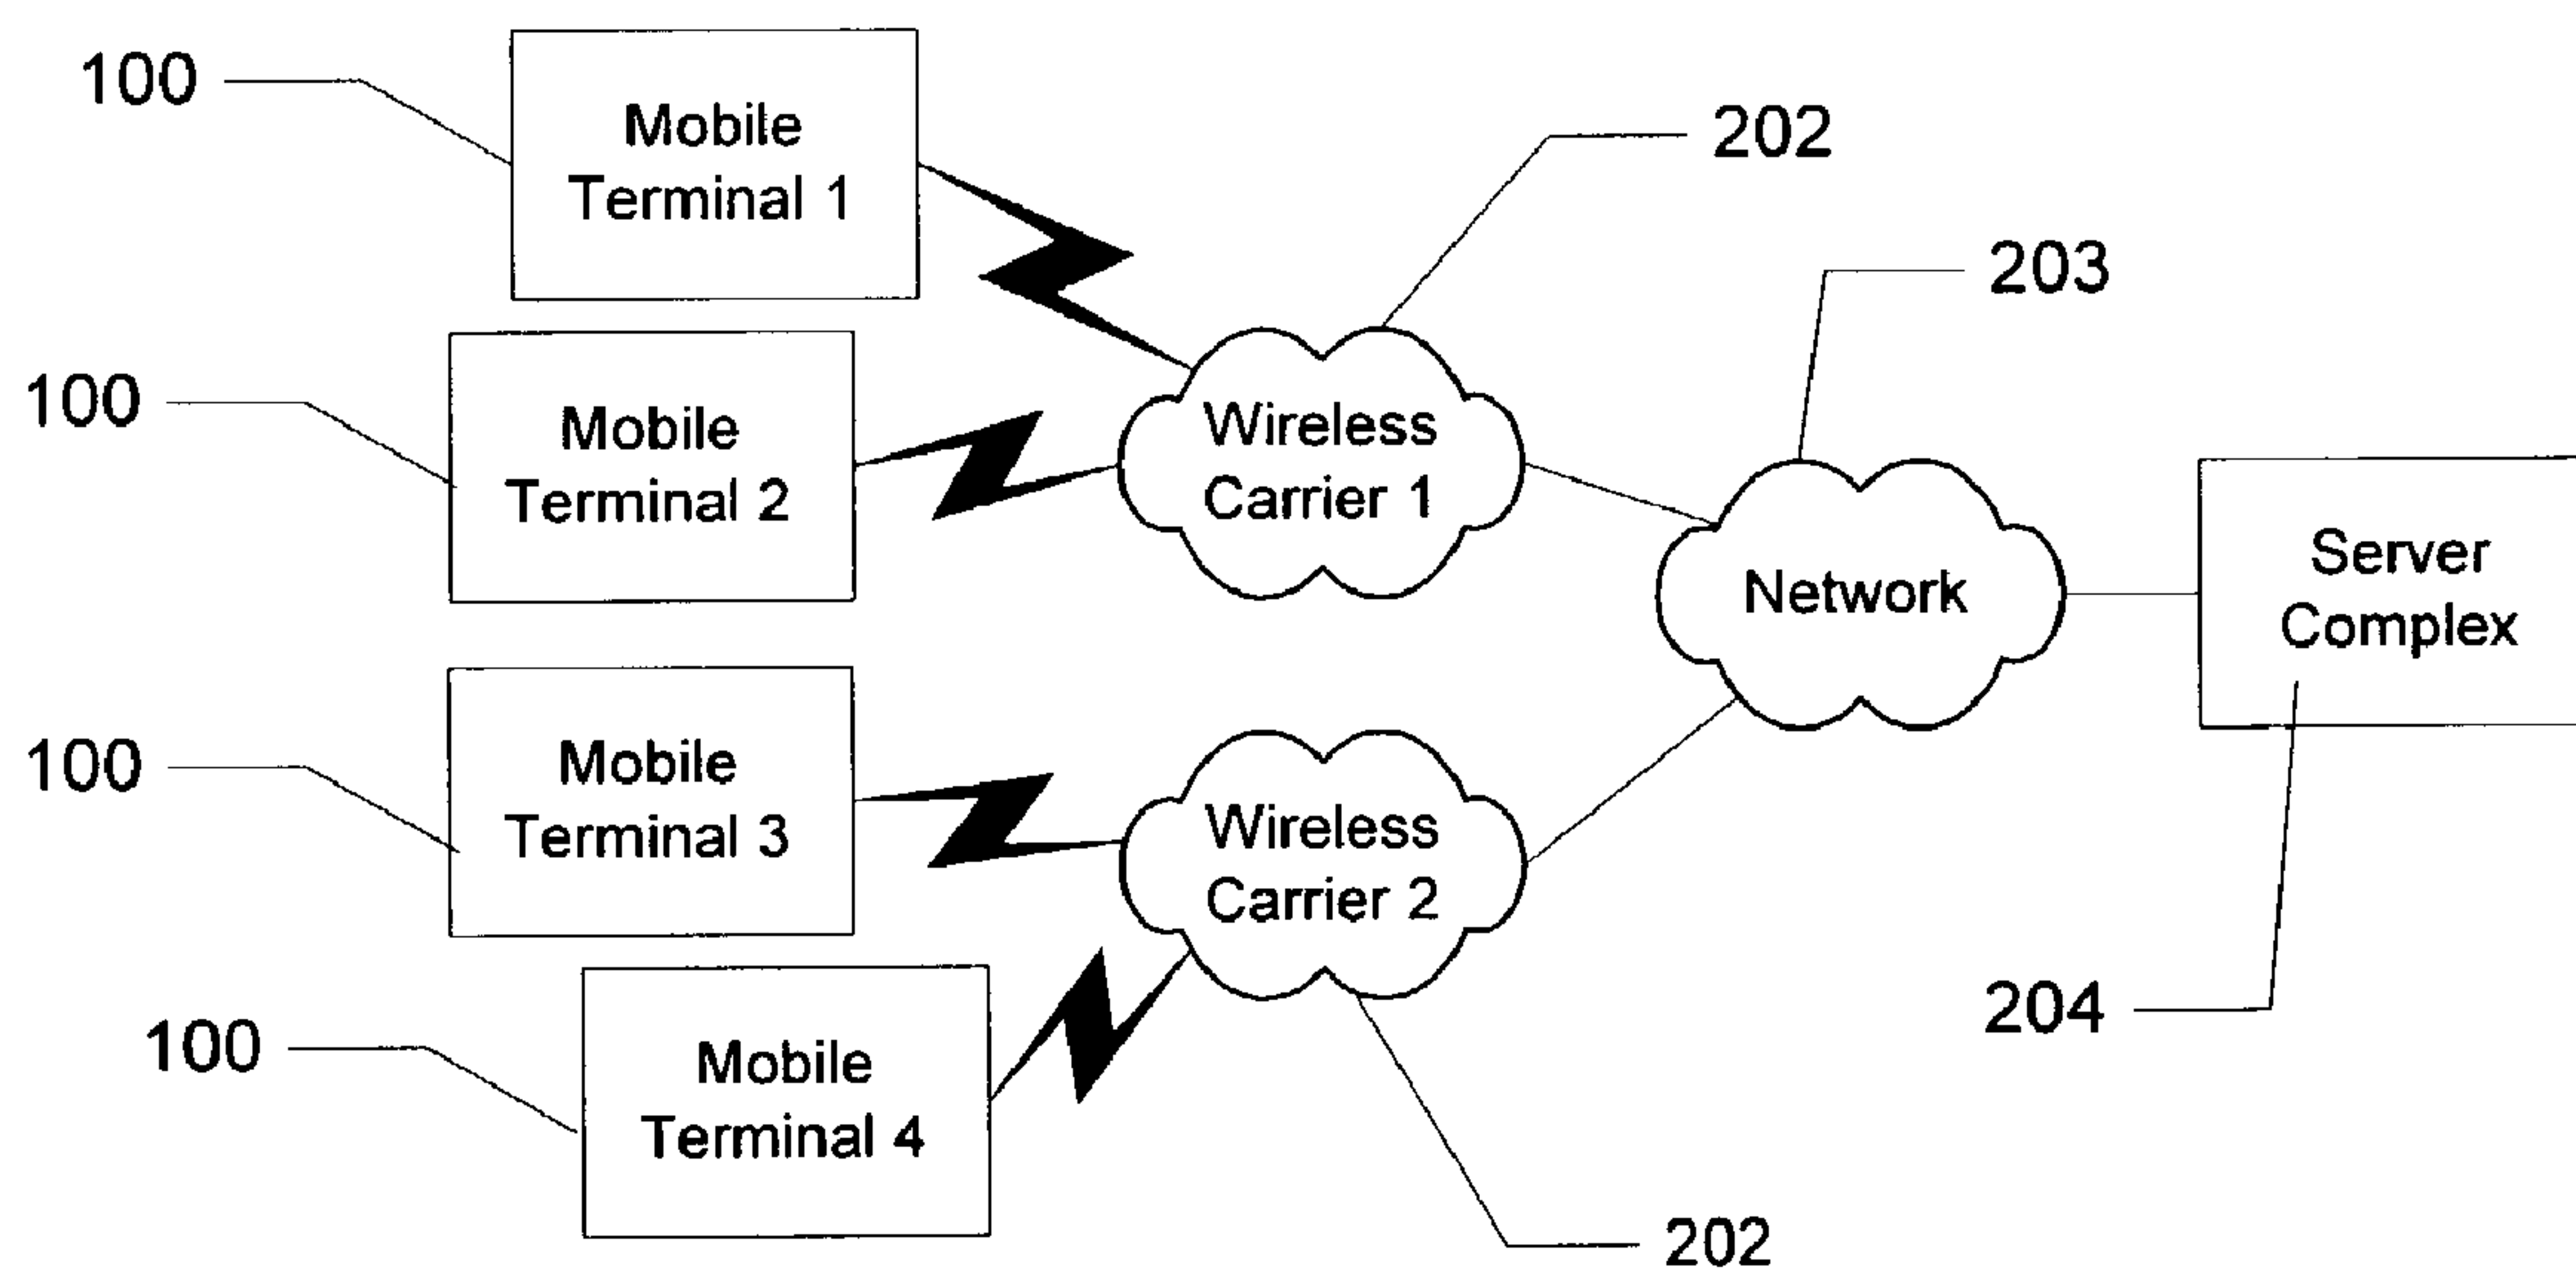 100
Mobile
Terminal 1
202
203
100
Mobile
Terminal 2
Wireless
Carrier 1
Network
Server
Complex
100
Mobile
Terminal 3
Wireless
Carrier 2
204
100
Mobile
Terminal 4
202